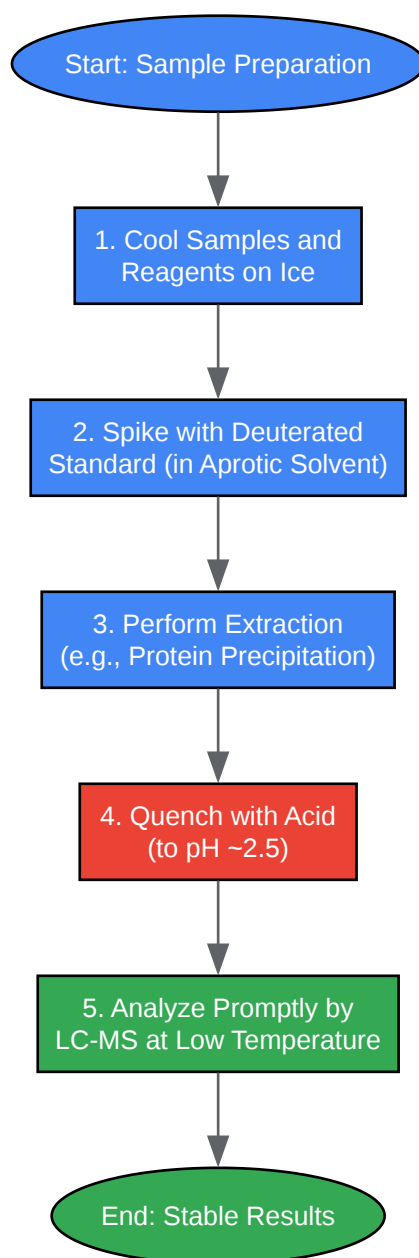 Start: Sample Preparation
1. Cool Samples and
Reagents on Ice
2. Spike with Deuterated
Standard (in Aprotic Solvent)
3. Perform Extraction
(e.g., Protein Precipitation)
4. Quench with Acid
(to pH ~2.5)
5. Analyze Promptly by
LC-MS at Low Temperature
End: Stable Results